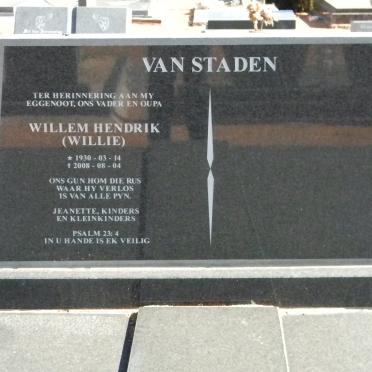 VAN STADEN
TER HERINNERING AAN MY
EGGENOOT, ONS VADER EN OUPA
WILLEM HENDRIK
(WILLIE)
* 1930 - 03 - 14
† 2008 - 08 - 04
ONS GUN HOM DIE RUS
WAAR HY VERLOS
IS VAN ALLE PYN.
JEANETTE, KINDERS
EN KLEINKINDERS
PSALM 23: 4
IN U HANDE IS EK VEILIG